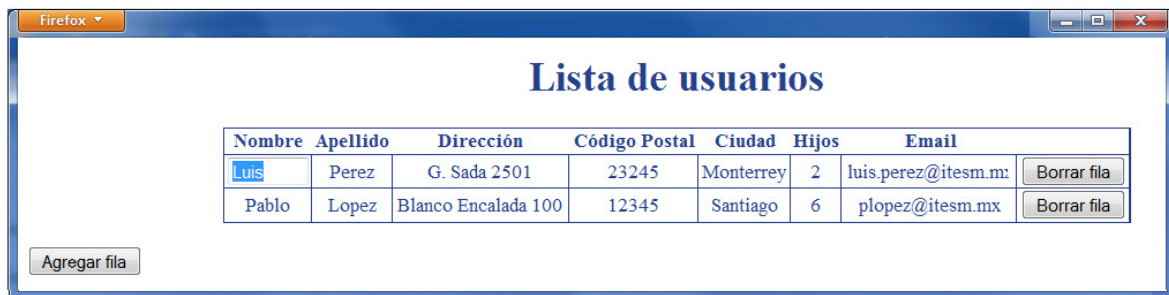 Firefox
Lista de usuarios
Nombre Apellido Dirección Código Postal Ciudad Hijos Email
Luis Perez G. Sada 2501 23245 Monterrey 2 luis.perez@itesm.m Borrar fila
Pablo Lopez Blanco Encalada 100 12345 Santiago 6 plopez@itesm.mx Borrar fila
Agregar fila